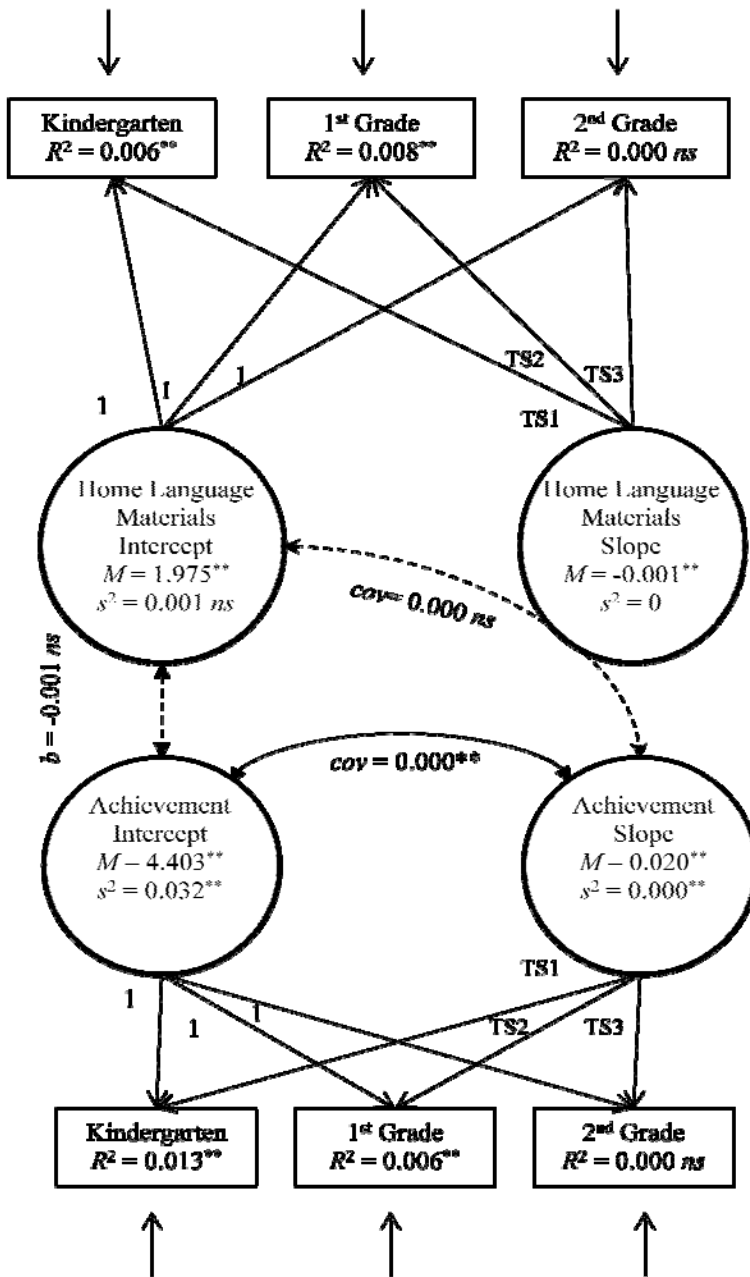 Kindergarten
R² = 0.006**
1st Grade
R² = 0.008**
2nd Grade
R² = 0.000 ns
1
1
1
TS2
TS3
TS1
Home Language
Materials
Intercept
M = 1.975**
s² = 0.001 ns
Home Language
Materials
Slope
M = -0.001**
s² = 0
cov= 0.000 ns
b = -0.001 ns
cov = 0.000**
Achievement
Intercept
M – 4.403**
s² = 0.032**
Achievement
Slope
M – 0.020**
s² = 0.000**
1
1
1
TS1
TS2
TS3
Kindergarten
R² = 0.013**
1st Grade
R² = 0.006**
2nd Grade
R² = 0.000 ns